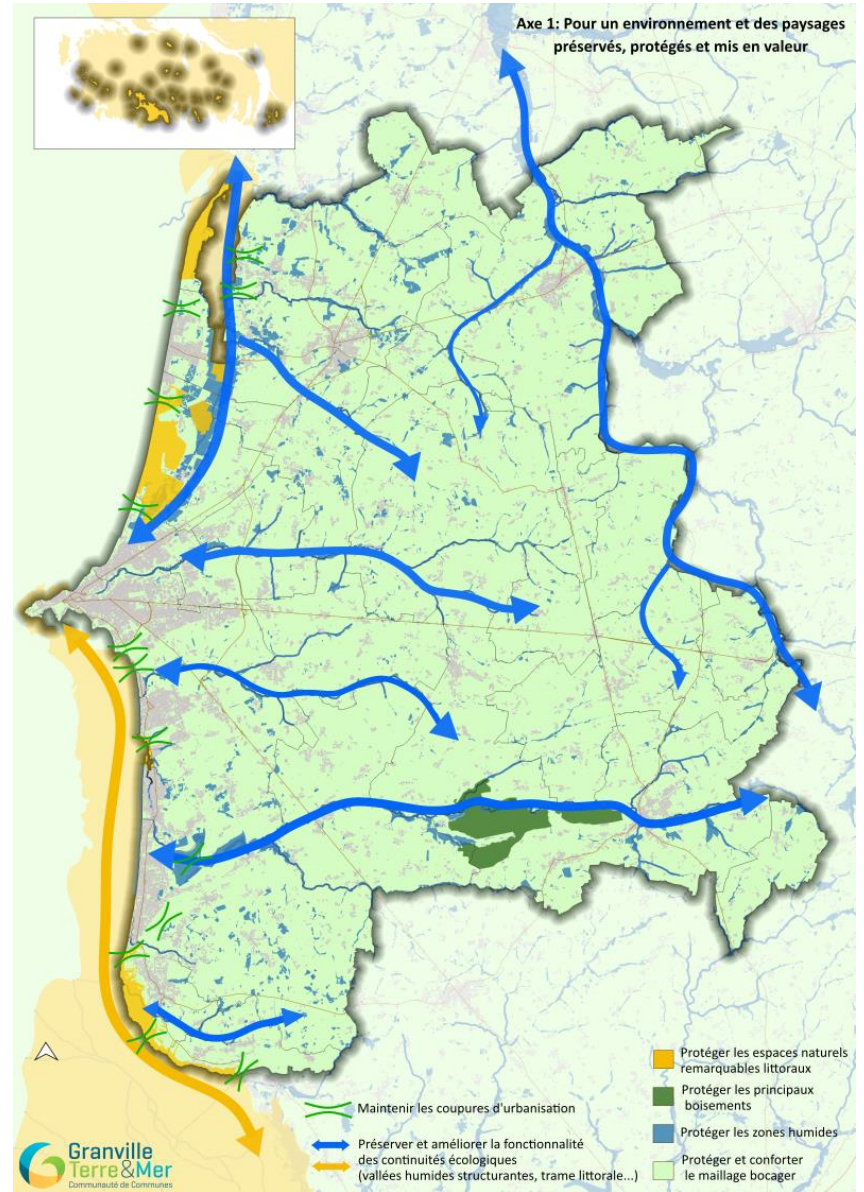 Axe 1: Pour un environnement et des paysages
préservés, protégés et mis en valeur
Maintenir les coupures d'urbanisation
Préserver et améliorer la fonctionnalité
des continuités écologiques
(vallées humides structurantes, trame littorale...)
Protéger les espaces naturels
remarquables littoraux
Protéger les principaux
boisements
Protéger les zones humides
Protéger et conforter
le maillage bocager
Granville
Terre&Mer
Communauté de Communes